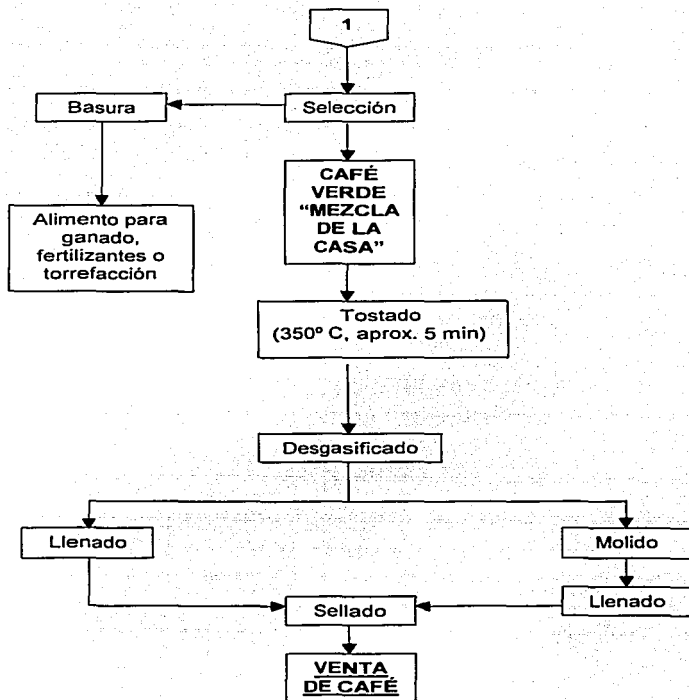 1
Basura
Selección
CAFÉ
VERDE
“MEZCLA
DE LA
CASA”
Alimento para
ganado,
fertilizantes o
torrefacción
Tostado
(350º C, aprox. 5 min)
Desgasificado
Llenado
Molido
Llenado
Sellado
VENTA
DE CAFÉ